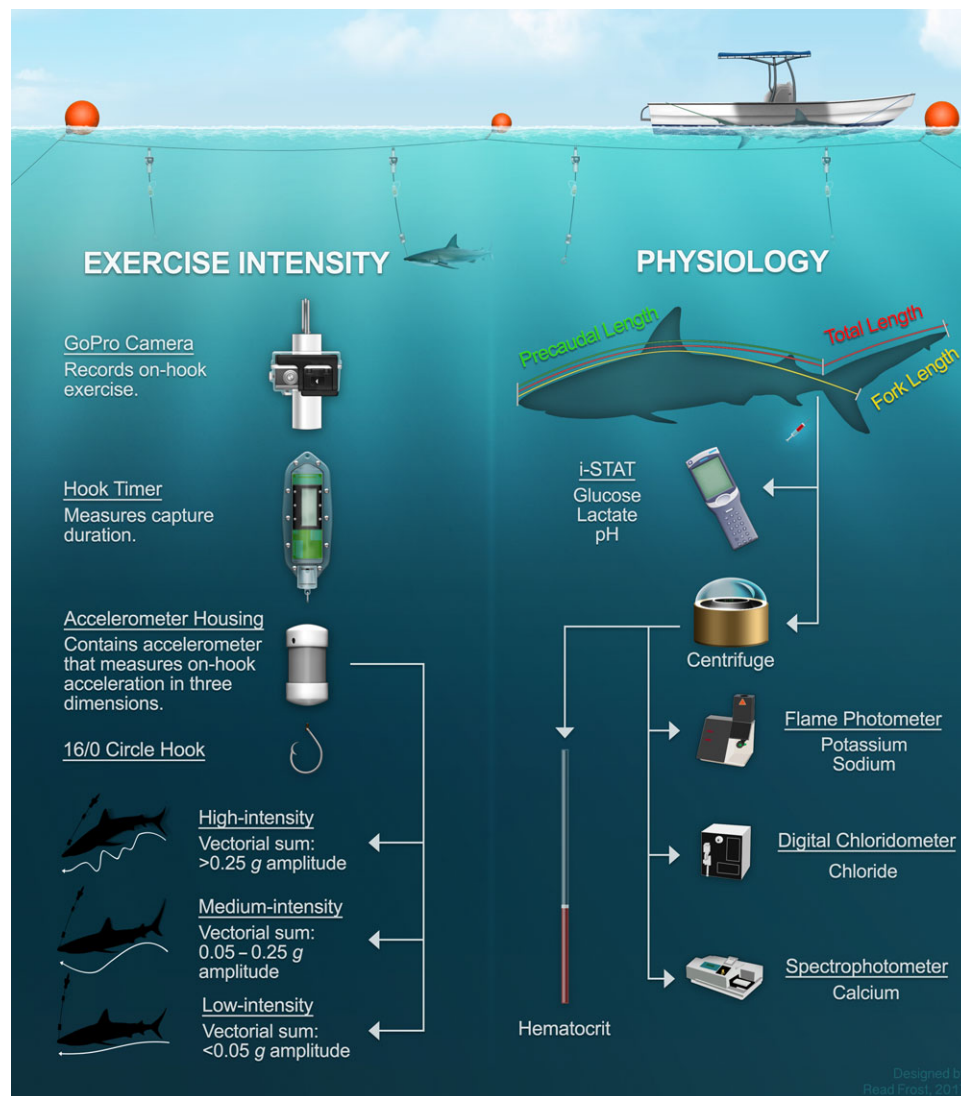 EXERCISE INTENSITY
GoPro Camera
Records on-hook
exercise.
Hook Timer
Measures capture
duration.
Accelerometer Housing
Contains accelerometer
that measures on-hook
acceleration in three
dimensions.
16/0 Circle Hook
High-intensity
Vectorial sum:
>0.25 g amplitude
Medium-intensity
Vectorial sum:
0.05 – 0.25 g
amplitude
Low-intensity
Vectorial sum:
<0.05 g amplitude
PHYSIOLOGY
Precaudal Length
Total Length
Fork Length
i-STAT
Glucose
Lactate
pH
Centrifuge
Flame Photometer
Potassium
Sodium
Digital Chloridometer
Chloride
Spectrophotometer
Calcium
Hematocrit
Designed
Read Frost,